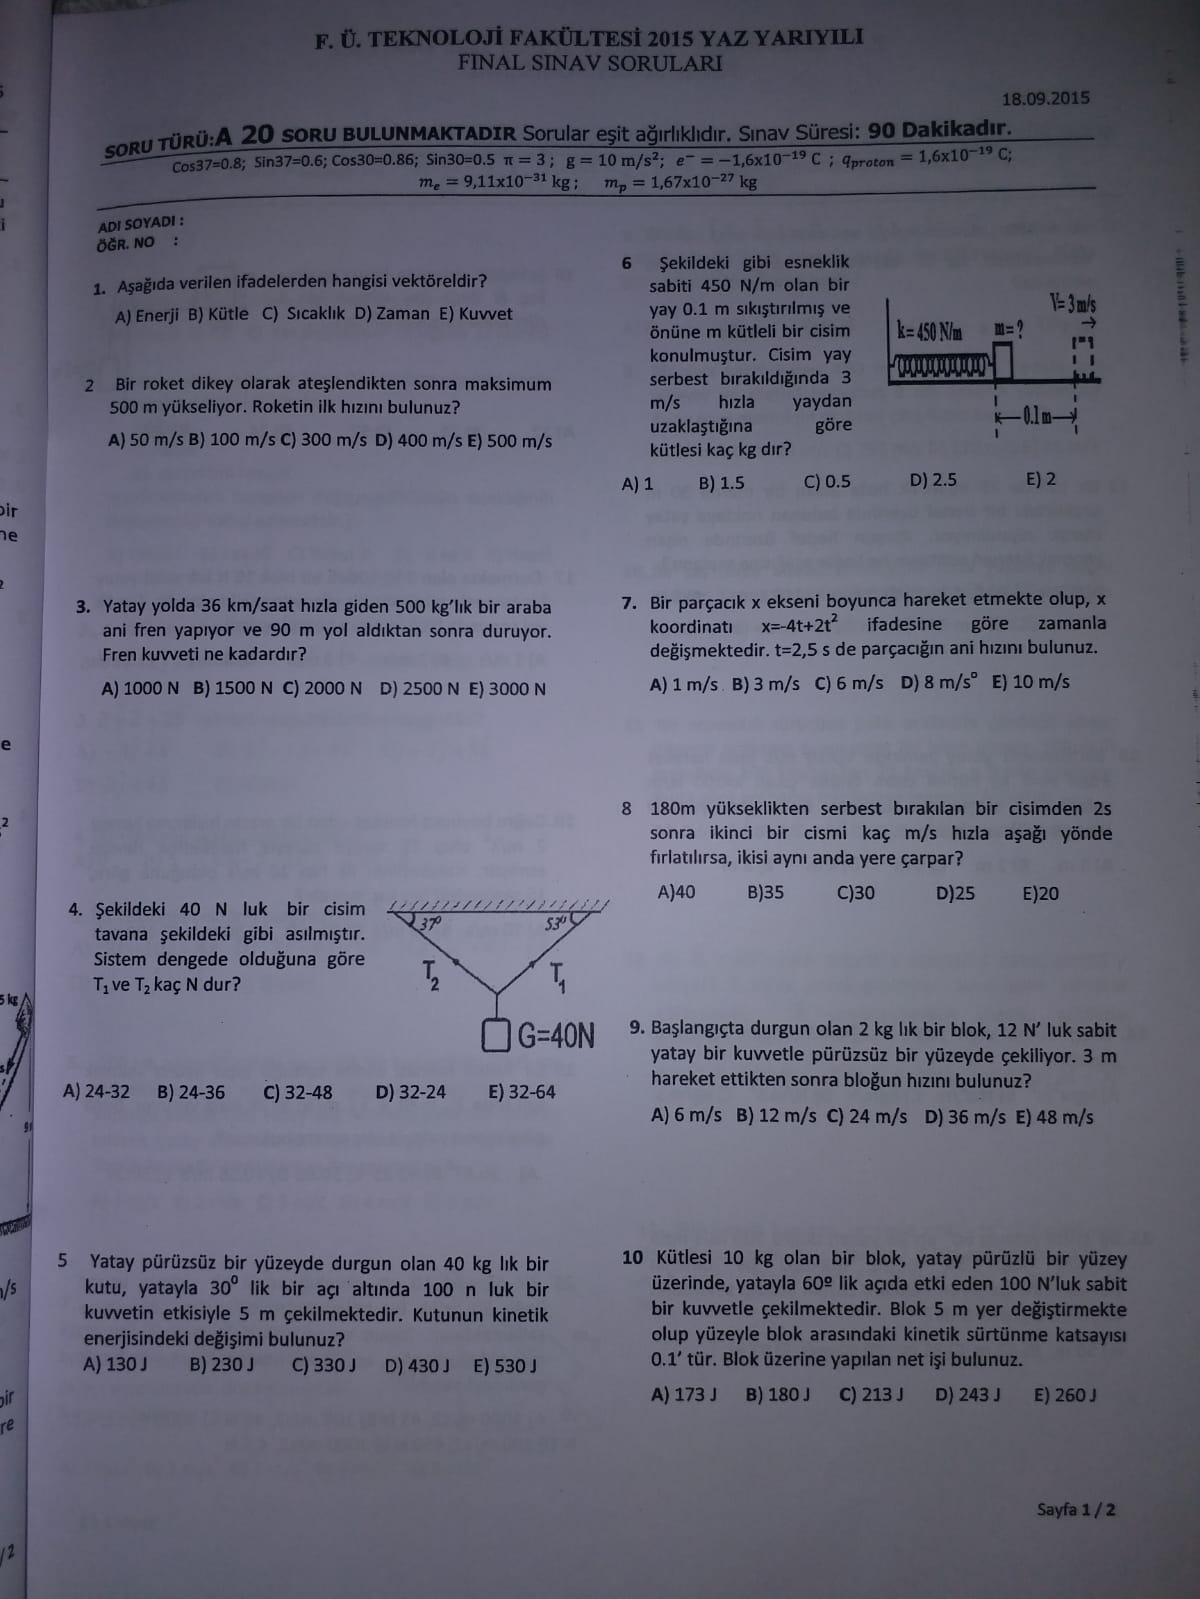 F. Ü. TEKNOLOJİ FAKÜLTESİ 2015 YAZ YARIYILI
FINAL SINAV SORULARI
18.09.2015
SORU TÜRÜ:A 20 SORU BULUNMAKTADIR Sorular eşit ağırlıklıdır. Sınav Süresi: 90 Dakikadır.
Cos37=0.8; Sin37=0.6; Cos30=0.86; Sin30=0.5 π = 3; g = 10 m/s²; e⁻ = −1,6x10⁻¹⁹ C ; qproton = 1,6x10⁻¹⁹ C;
mₑ = 9,11x10⁻³¹ kg; mₚ = 1,67x10⁻²⁷ kg
ADI SOYADI :
ÖĞR. NO :
1. Aşağıda verilen ifadelerden hangisi vektöreldir?
A) Enerji B) Kütle C) Sıcaklık D) Zaman E) Kuvvet
2 Bir roket dikey olarak ateşlendikten sonra maksimum
500 m yükseliyor. Roketin ilk hızını bulunuz?
A) 50 m/s B) 100 m/s C) 300 m/s D) 400 m/s E) 500 m/s
3. Yatay yolda 36 km/saat hızla giden 500 kg’lık bir araba
ani fren yapıyor ve 90 m yol aldıktan sonra duruyor.
Fren kuvveti ne kadardır?
A) 1000 N B) 1500 N C) 2000 N D) 2500 N E) 3000 N
4. Şekildeki 40 N luk bir cisim
tavana şekildeki gibi asılmıştır.
Sistem dengede olduğuna göre
T₁ ve T₂ kaç N dur?
37º
53º
T₂
T₁
G=40N
A) 24-32 B) 24-36 C) 32-48 D) 32-24 E) 32-64
5 Yatay pürüzsüz bir yüzeyde durgun olan 40 kg lık bir
kutu, yatayla 30⁰ lik bir açı altında 100 n luk bir
kuvvetin etkisiyle 5 m çekilmektedir. Kutunun kinetik
enerjisindeki değişimi bulunuz?
A) 130 J B) 230 J C) 330 J D) 430 J E) 530 J
6 Şekildeki gibi esneklik
sabiti 450 N/m olan bir
yay 0.1 m sıkıştırılmış ve
önüne m kütleli bir cisim
konulmuştur. Cisim yay
serbest bırakıldığında 3
m/s hızla yaydan
uzaklaştığına göre
kütlesi kaç kg dır?
V=3m/s
k=450 N/m
m=?
0.1m
A) 1 B) 1.5 C) 0.5 D) 2.5 E) 2
7. Bir parçacık x ekseni boyunca hareket etmekte olup, x
koordinatı x=-4t+2t² ifadesine göre zamanla
değişmektedir. t=2,5 s de parçacığın ani hızını bulunuz.
A) 1 m/s B) 3 m/s C) 6 m/s D) 8 m/s° E) 10 m/s
8 180m yükseklikten serbest bırakılan bir cisimden 2s
sonra ikinci bir cismi kaç m/s hızla aşağı yönde
fırlatılırsa, ikisi aynı anda yere çarpar?
A)40 B)35 C)30 D)25 E)20
9. Başlangıçta durgun olan 2 kg lık bir blok, 12 N’ luk sabit
yatay bir kuvvetle pürüzsüz bir yüzeyde çekiliyor. 3 m
hareket ettikten sonra bloğun hızını bulunuz?
A) 6 m/s B) 12 m/s C) 24 m/s D) 36 m/s E) 48 m/s
10 Kütlesi 10 kg olan bir blok, yatay pürüzlü bir yüzey
üzerinde, yatayla 60º lik açıda etki eden 100 N’luk sabit
bir kuvvetle çekilmektedir. Blok 5 m yer değiştirmekte
olup yüzeyle blok arasındaki kinetik sürtünme katsayısı
0.1’ tür. Blok üzerine yapılan net işi bulunuz.
A) 173 J B) 180 J C) 213 J D) 243 J E) 260 J
Sayfa 1 / 2